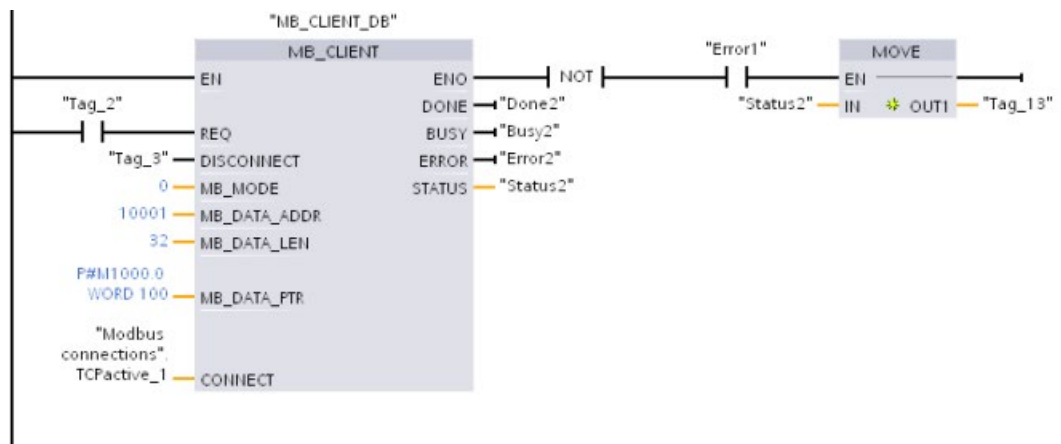 "MB_CLIENT_DB"
MB_CLIENT
"Error1"
MOVE
EN
ENO
NOT
EN
"Tag_2"
DONE
"Done2"
"Status2"
IN
OUT1
"Tag_13"
REQ
BUSY
"Busy2"
"Tag_3"
DISCONNECT
ERROR
"Error2"
0
MB_MODE
STATUS
"Status2"
10001
MB_DATA_ADDR
32
MB_DATA_LEN
P#M1000.0
WORD 100
MB_DATA_PTR
"Modbus
connections".
TCPactive_1
CONNECT